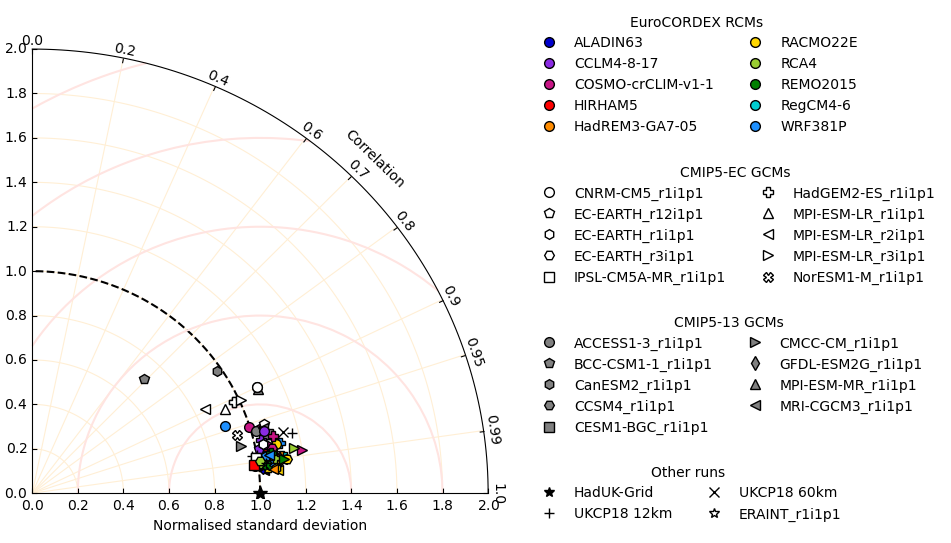 EuroCORDEX RCMs
ALADIN63
CCLM4-8-17
COSMO-crCLIM-v1-1
HIRHAM5
HadREM3-GA7-05
RACMO22E
RCA4
REMO2015
RegCM4-6
WRF381P
CMIP5-EC GCMs
CNRM-CM5_r1i1p1
EC-EARTH_r12i1p1
EC-EARTH_r1i1p1
EC-EARTH_r3i1p1
IPSL-CM5A-MR_r1i1p1
HadGEM2-ES_r1i1p1
MPI-ESM-LR_r1i1p1
MPI-ESM-LR_r2i1p1
MPI-ESM-LR_r3i1p1
NorESM1-M_r1i1p1
CMIP5-13 GCMs
ACCESS1-3_r1i1p1
BCC-CSM1-1_r1i1p1
CanESM2_r1i1p1
CCSM4_r1i1p1
CESM1-BGC_r1i1p1
CMCC-CM_r1i1p1
GFDL-ESM2G_r1i1p1
MPI-ESM-MR_r1i1p1
MRI-CGCM3_r1i1p1
Other runs
HadUK-Grid
UKCP18 12km
UKCP18 60km
ERAINT_r1i1p1
2.0
1.8
1.6
1.4
1.2
1.0
0.8
0.6
0.4
0.2
0.0
0.0
0.2
0.4
0.6
0.7
0.8
0.9
0.95
0.99
1.0
Correlation
0.0
0.2
0.4
0.6
0.8
1.0
1.2
1.4
1.6
1.8
2.0
Normalised standard deviation